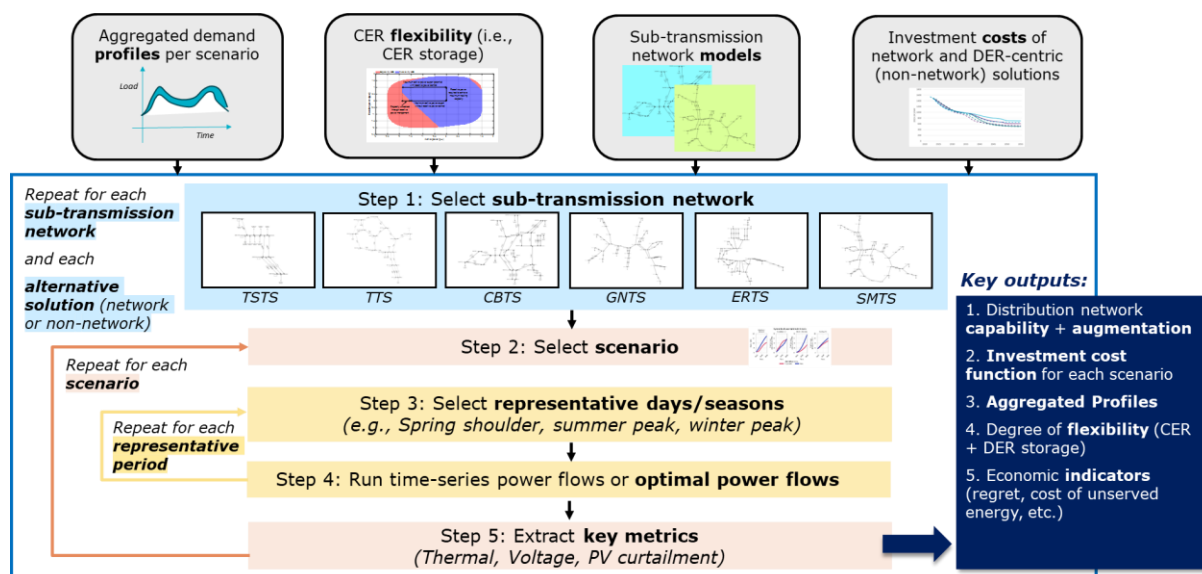 Aggregated demand
profiles per scenario
Load
Time
CER flexibility (i.e.,
CER storage)
Sub-transmission
network models
Investment costs of
network and DER-centric
(non-network) solutions
Repeat for each
sub-transmission
network
and each
alternative
solution (network
or non-network)
Step 1: Select sub-transmission network
TSTS
TTS
CBTS
GNTS
ERTS
SMTS
Step 2: Select scenario
Repeat for each
scenario
Step 3: Select representative days/seasons
(e.g., Spring shoulder, summer peak, winter peak)
Repeat for each
representative
period
Step 4: Run time-series power flows or optimal power flows
Step 5: Extract key metrics
(Thermal, Voltage, PV curtailment)
Key outputs:
1. Distribution network
capability + augmentation
2. Investment cost
function for each scenario
3. Aggregated Profiles
4. Degree of flexibility (CER
+ DER storage)
5. Economic indicators
(regret, cost of unserved
energy, etc.)